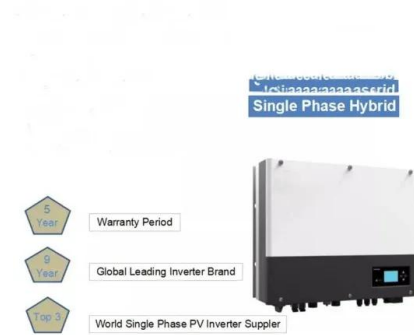 Single Phase Hybrid
5
Year
Warranty Period
9
Year
Global Leading Inverter Brand
Top 3
World Single Phase PV Inverter Suppler